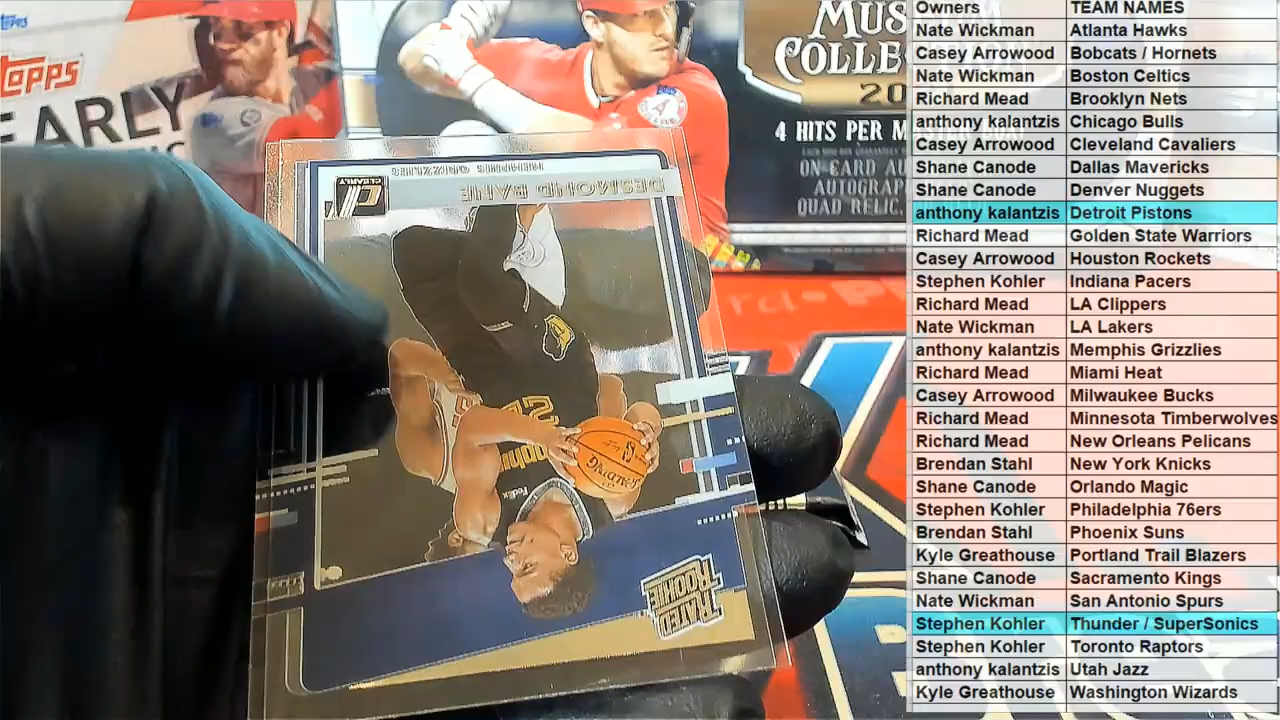 TOPPS
TOPPS
EARLY
MUS
COLLE
20
4 HITS PER M
ON-CARD AU
AUTOGRAP
QUAD RELIC,
MEMPHIS GRIZZLIES
DESMOND BANE
CLEARLY
22
FedEx
SPALDING
RATED
ROOKIE
Owners TEAM NAMES
Nate Wickman Atlanta Hawks
Casey Arrowood Bobcats / Hornets
Nate Wickman Boston Celtics
Richard Mead Brooklyn Nets
anthony kalantzis Chicago Bulls
Casey Arrowood Cleveland Cavaliers
Shane Canode Dallas Mavericks
Shane Canode Denver Nuggets
anthony kalantzis Detroit Pistons
Richard Mead Golden State Warriors
Casey Arrowood Houston Rockets
Stephen Kohler Indiana Pacers
Richard Mead LA Clippers
Nate Wickman LA Lakers
anthony kalantzis Memphis Grizzlies
Richard Mead Miami Heat
Casey Arrowood Milwaukee Bucks
Richard Mead Minnesota Timberwolves
Richard Mead New Orleans Pelicans
Brendan Stahl New York Knicks
Shane Canode Orlando Magic
Stephen Kohler Philadelphia 76ers
Brendan Stahl Phoenix Suns
Kyle Greathouse Portland Trail Blazers
Shane Canode Sacramento Kings
Nate Wickman San Antonio Spurs
Stephen Kohler Thunder / SuperSonics
Stephen Kohler Toronto Raptors
anthony kalantzis Utah Jazz
Kyle Greathouse Washington Wizards